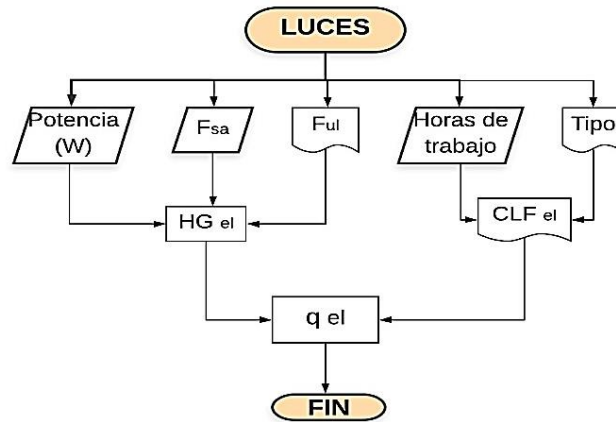 LUCES
Potencia
(W)
Fsa
Ful
Horas de
trabajo
Tipo
HG el
CLF el
q el
FIN